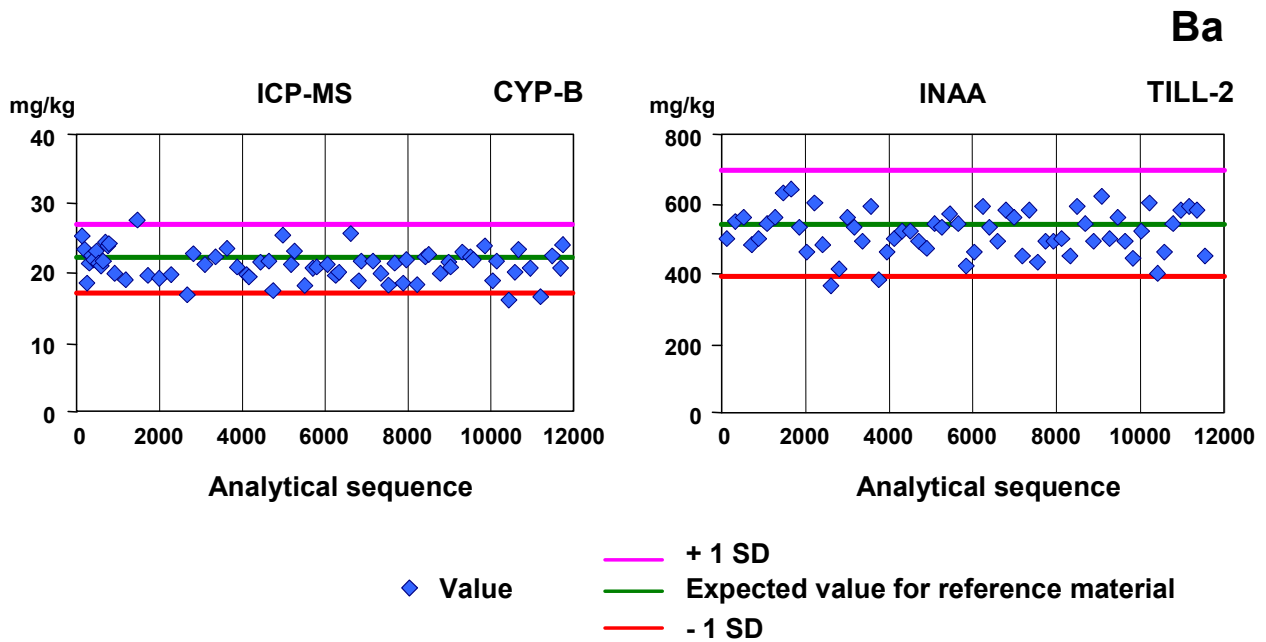 Ba
mg/kg ICP-MS CYP-B
40
30
20
10
0
0 2000 4000 6000 8000 10000 12000
Analytical sequence
mg/kg INAA TILL-2
800
600
400
200
0
0 2000 4000 6000 8000 10000 12000
Analytical sequence
Value
+ 1 SD
Expected value for reference material
- 1 SD